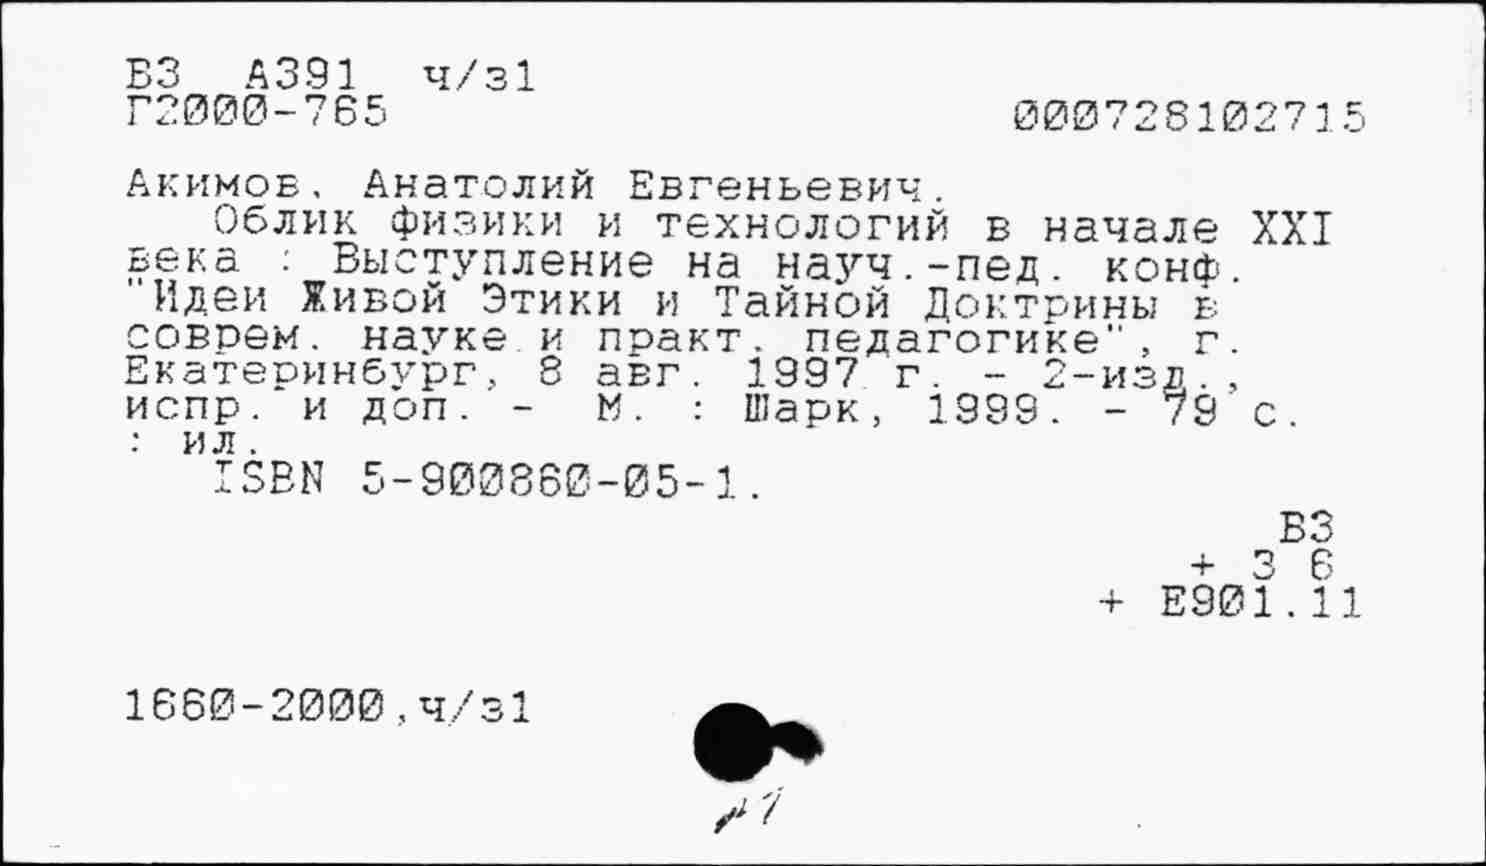 Б3 А391 ч/з1
Г2000-765 000728102715
Акимов, Анатолий Евгеньевич.
Облик физики и технологий в начале XXI
века : Выступление на науч.-пед. конф.
"Идеи Живой Этики и Тайной Доктрины в
соврем. науке и практ. педагогике", г.
Екатеринбург, 8 авг. 1997 г. - 2-изд.,
испр. и доп. - М. : Шарк, 1999. - 79 с.
: ил.
ISBN 5-900860-05-1.
В3
+ 3 6
+ Е901.11
1660-2000,ч/з1